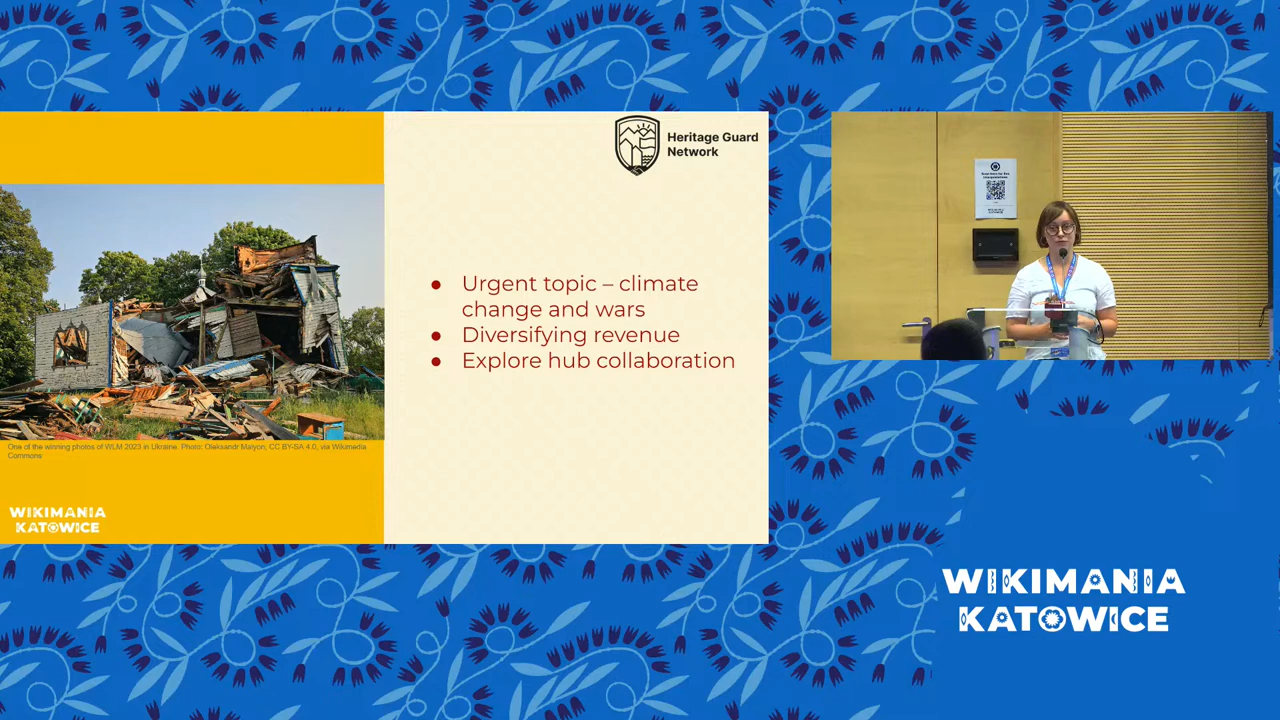 Heritage Guard
Network
● Urgent topic – climate
change and wars
● Diversifying revenue
● Explore hub collaboration
One of the winning photos of WLM 2023 in Ukraine. Photo: Oleksandr Malyon, CC BY-SA 4.0, via Wikimedia
Commons
WIKIMANIA
KATOWICE
WIKIMANIA
KATOWICE